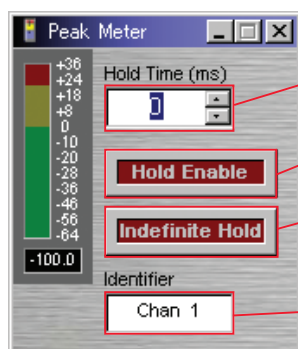 Peak Meter
+36
+24
+18
+8
0
-10
-20
-28
-36
-46
-56
-64
-100.0
Hold Time (ms)
0
Hold Enable
Indefinite Hold
Identifier
Chan 1